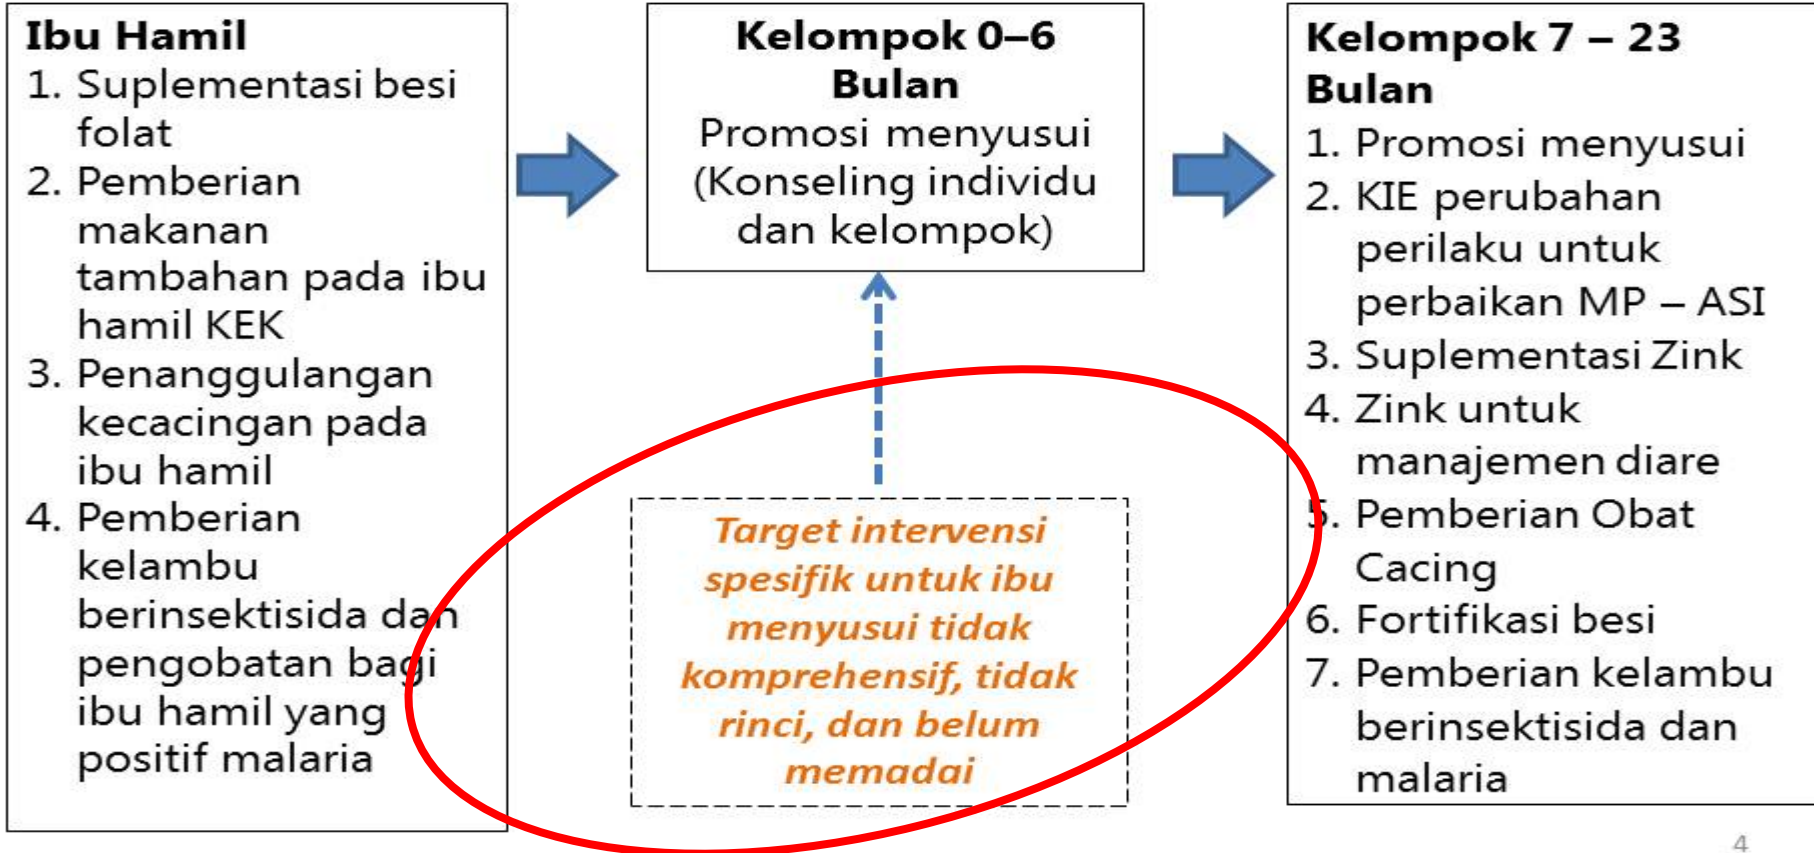 Ibu Hamil
1. Suplementasi besi
folat
2. Pemberian
makanan
tambahan pada ibu
hamil KEK
3. Penanggulangan
kecacingan pada
ibu hamil
4. Pemberian
kelambu
berinsektisida dan
pengobatan bagi
ibu hamil yang
positif malaria
Kelompok 0–6
Bulan
Promosi menyusui
(Konseling individu
dan kelompok)
Target intervensi
spesifik untuk ibu
menyusui tidak
komprehensif, tidak
rinci, dan belum
memadai
Kelompok 7 – 23
Bulan
1. Promosi menyusui
2. KIE perubahan
perilaku untuk
perbaikan MP – ASI
3. Suplementasi Zink
4. Zink untuk
manajemen diare
5. Pemberian Obat
Cacing
6. Fortifikasi besi
7. Pemberian kelambu
berinsektisida dan
malaria
4